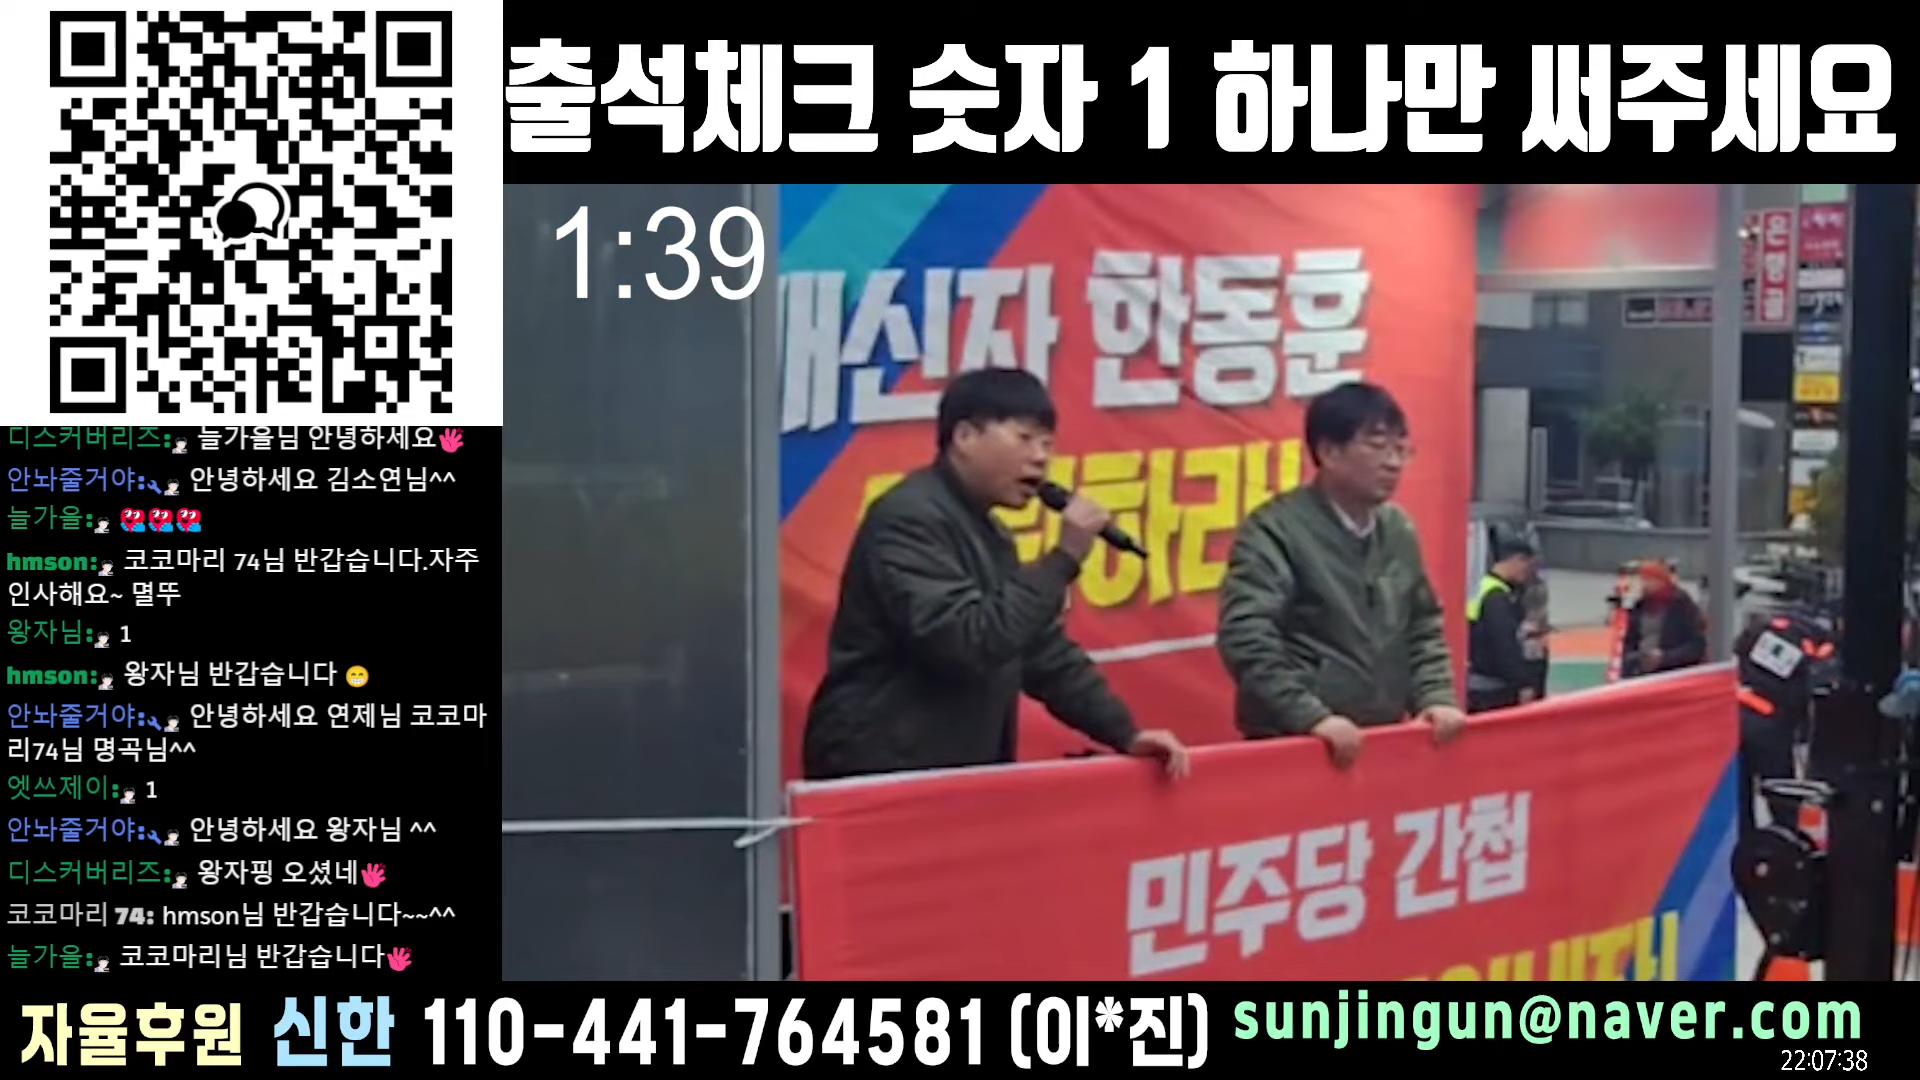 출석체크 숫자 1 하나만 써주세요
1:39
배신자 한동훈
민주당 간첩
디스커버리즈: 늘가을님 안녕하세요
안놔줄거야: 안녕하세요 김소연님^^
늘가을:
hmson: 코코마리 74님 반갑습니다.자주
인사해요~ 멸뚜
왕자님: 1
hmson: 왕자님 반갑습니다 😁
안놔줄거야: 안녕하세요 연제님 코코마
리74님 명곡님^^
엣쓰제이: 1
안놔줄거야: 안녕하세요 왕자님 ^^
디스커버리즈: 왕자핑 오셨네
코코마리 74: hmson님 반갑습니다~~^^
늘가을: 코코마리님 반갑습니다
자율후원 신한 110-441-764581 (이*진) sunjingun@naver.com
22:07:38